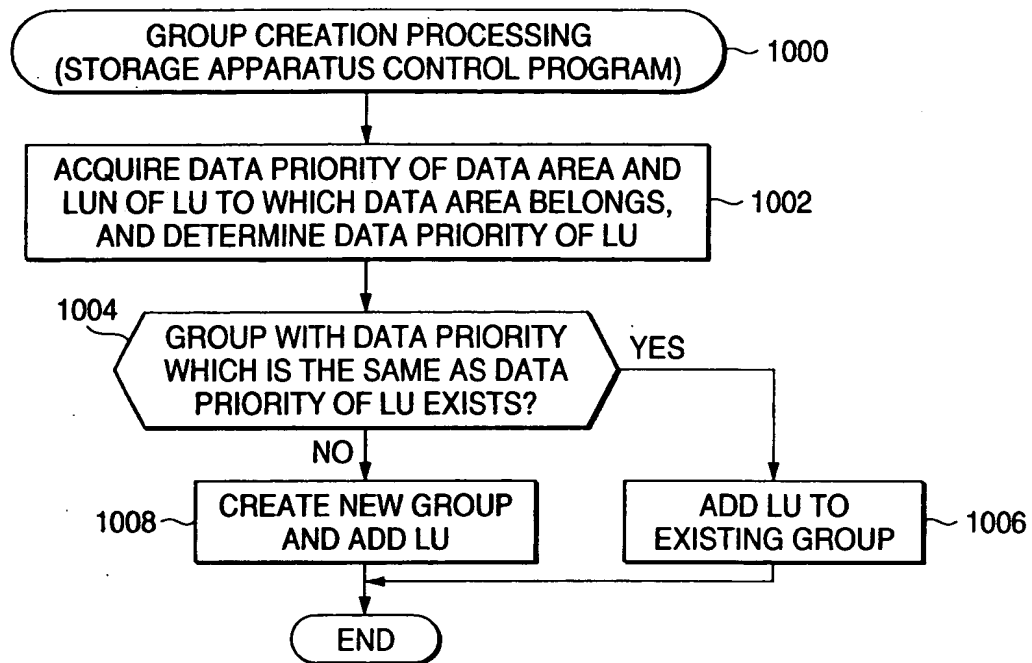 GROUP CREATION PROCESSING
(STORAGE APPARATUS CONTROL PROGRAM)
1000
ACQUIRE DATA PRIORITY OF DATA AREA AND
LUN OF LU TO WHICH DATA AREA BELONGS,
AND DETERMINE DATA PRIORITY OF LU
1002
1004
GROUP WITH DATA PRIORITY
WHICH IS THE SAME AS DATA
PRIORITY OF LU EXISTS?
YES
NO
1008
CREATE NEW GROUP
AND ADD LU
ADD LU TO
EXISTING GROUP
1006
END